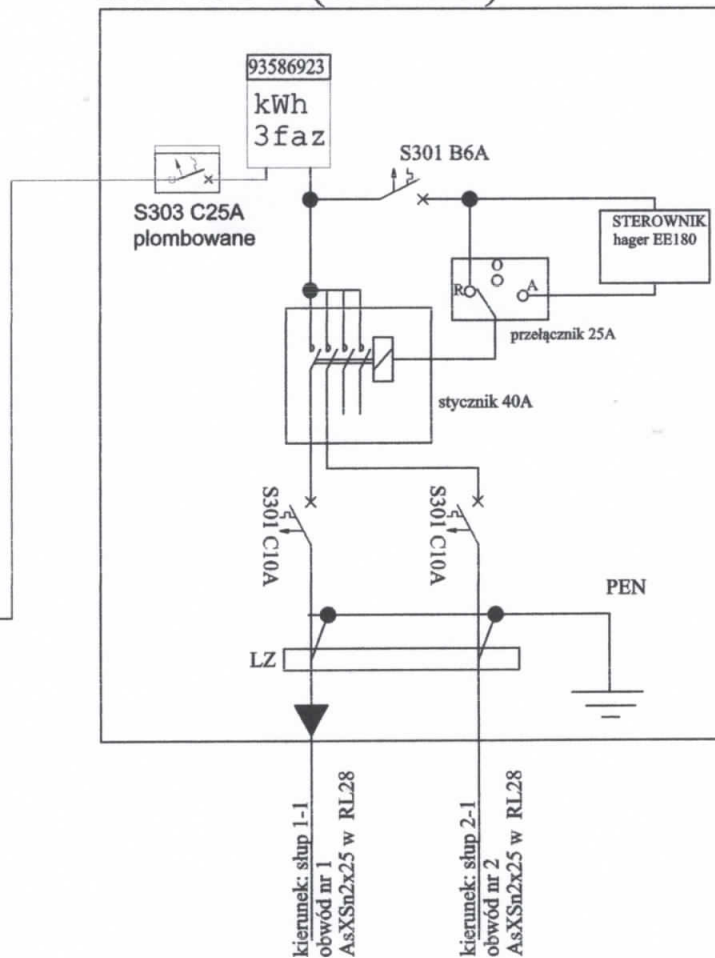 93586923
kWh
3faz
S303 C25A
plombowane
S301 B6A
STEROWNIK
hager EE180
O
R
A
przełącznik 25A
stycznik 40A
S301 C10A
S301 C10A
PEN
LZ
kierunek: słup 1-1
obwód nr 1
AsXSn2x25 w RL28
kierunek: słup 2-1
obwód nr 2
AsXSn2x25 w RL28